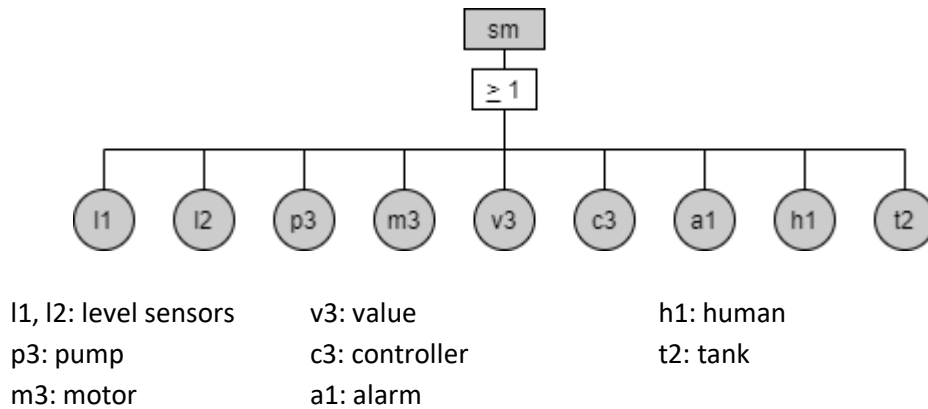 sm
≥ 1
l1 l2 p3 m3 v3 c3 a1 h1 t2
l1, l2: level sensors v3: value h1: human
p3: pump c3: controller t2: tank
m3: motor a1: alarm